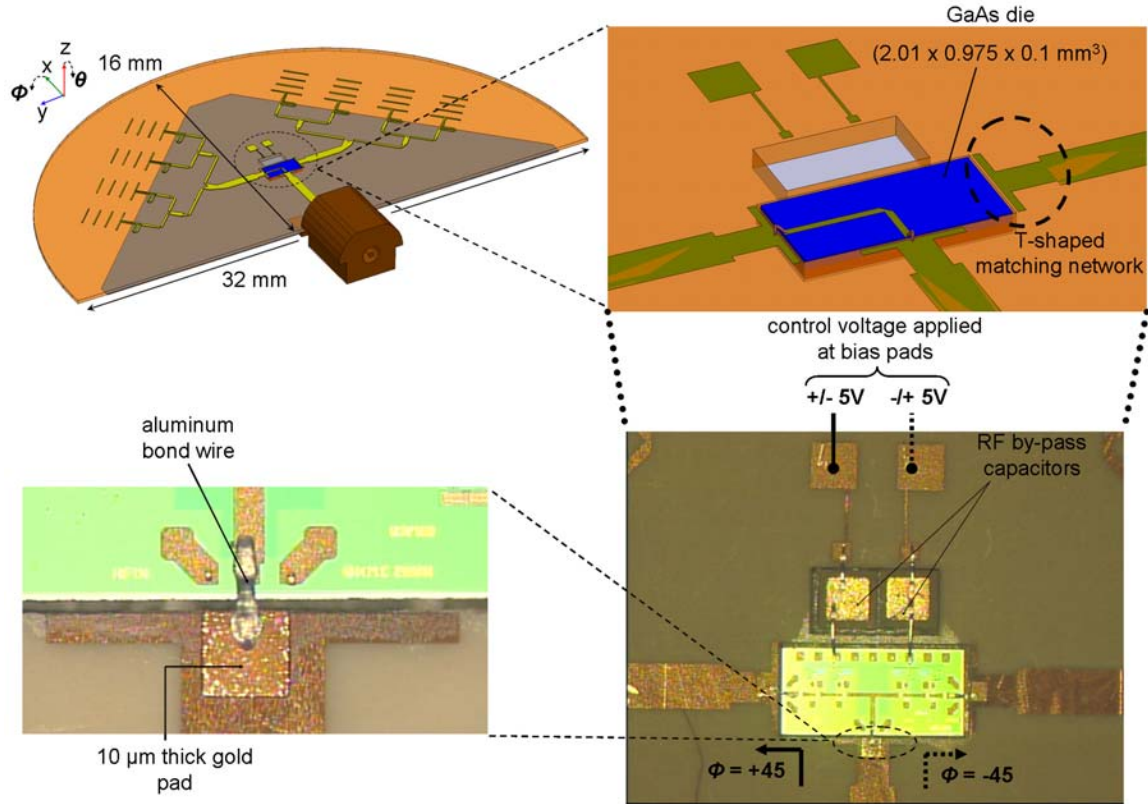 GaAs die
(2.01 x 0.975 x 0.1 mm³)
z
x
Φ
θ
y
16 mm
32 mm
T-shaped
matching network
control voltage applied
at bias pads
+/- 5V
-/+ 5V
RF by-pass
capacitors
aluminum
bond wire
10 µm thick gold
pad
Φ = +45
Φ = -45